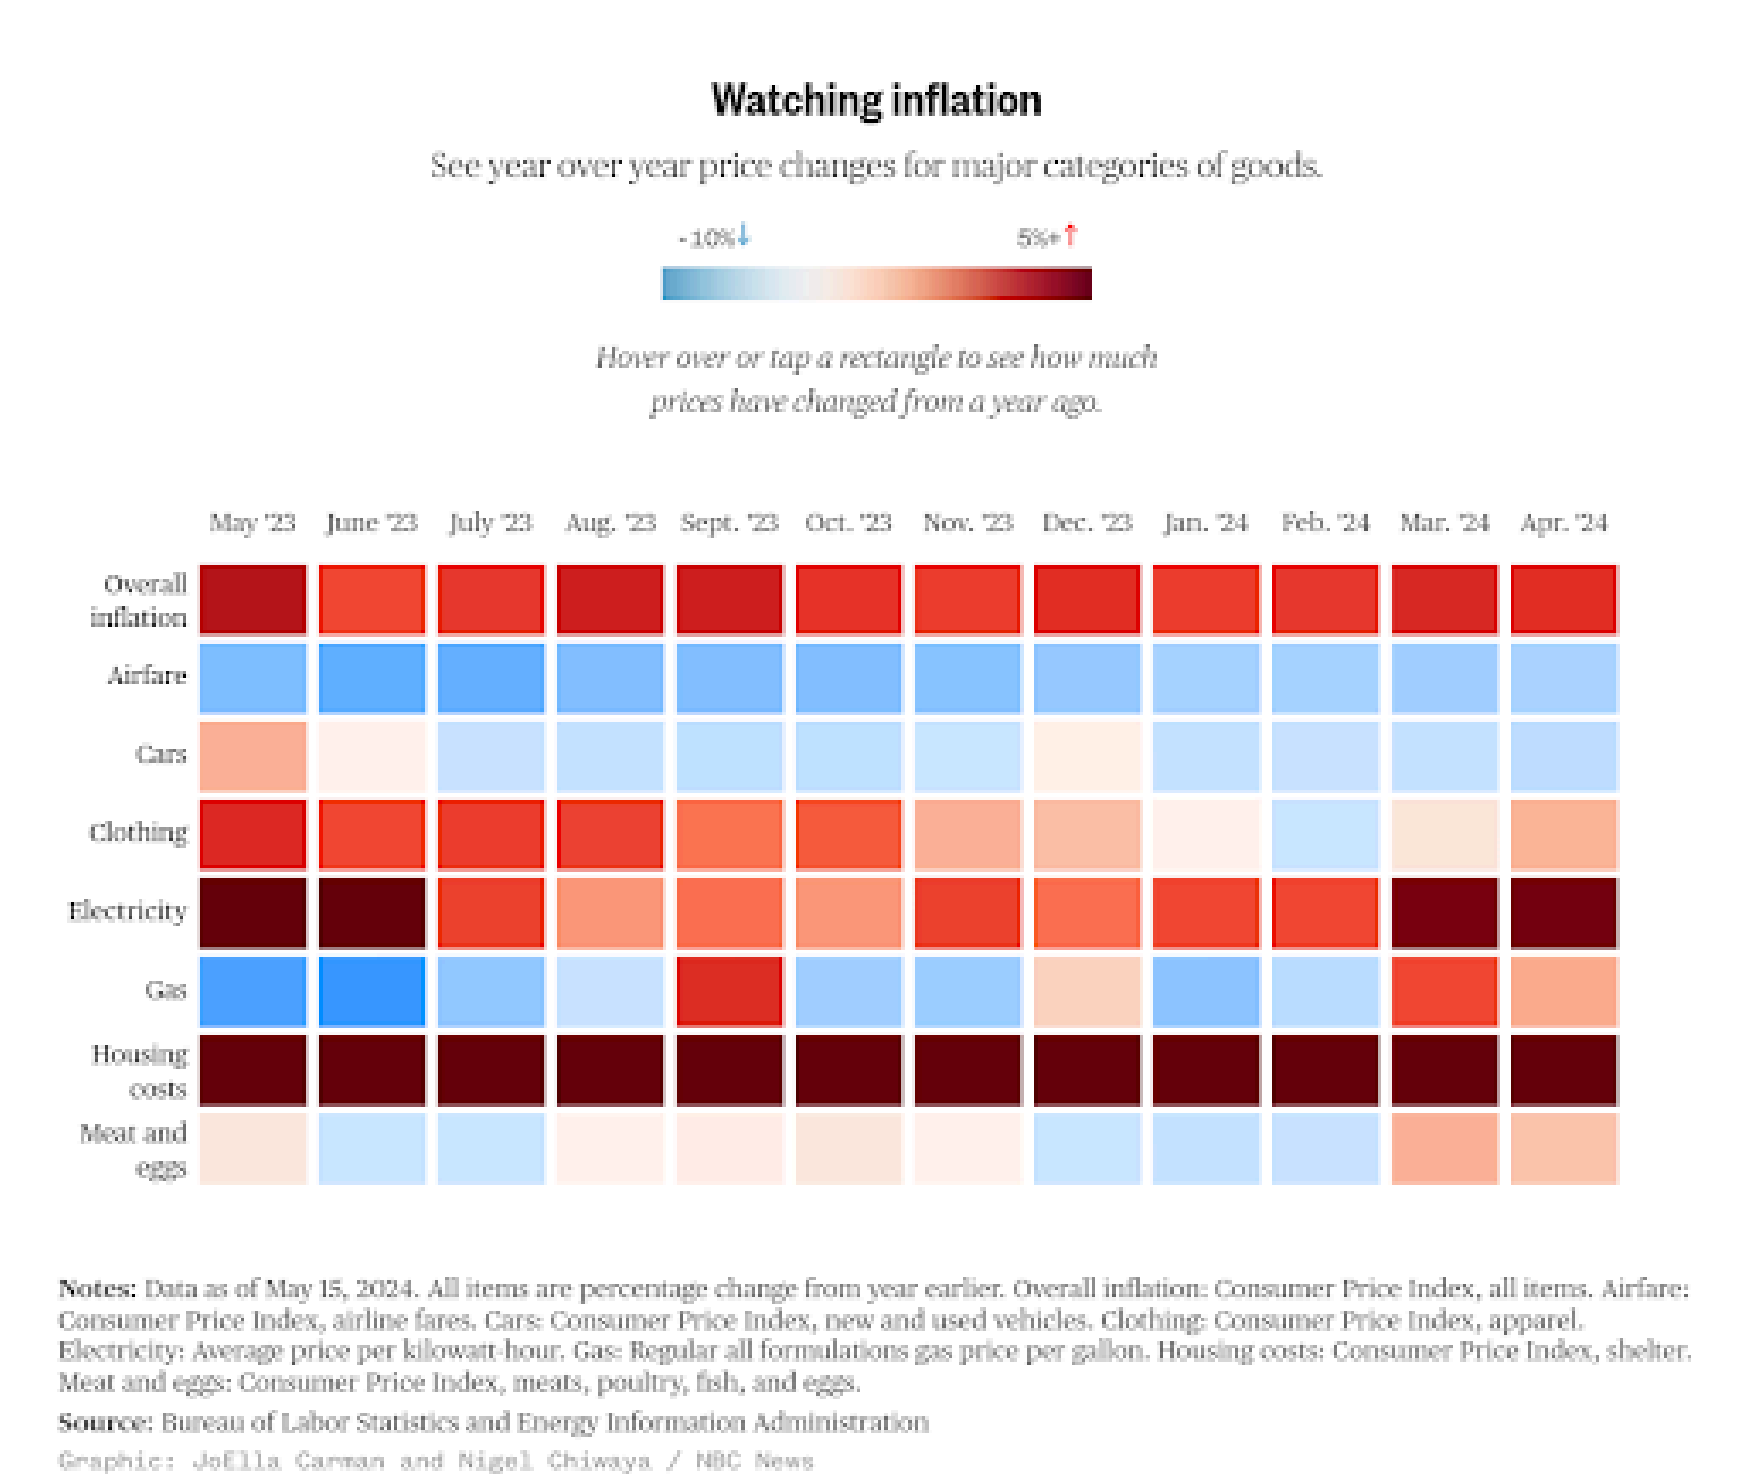 Watching inflation
See year over year price changes for major categories of goods.
-10%↓ 5%+↑
Hover over or tap a rectangle to see how much
prices have changed from a year ago.
May '23 June '23 July '23 Aug. '23 Sept. '23 Oct. '23 Nov. '23 Dec. '23 Jan. '24 Feb. '24 Mar. '24 Apr. '24
Overall
inflation
Airfare
Cars
Clothing
Electricity
Gas
Housing
costs
Meat and
eggs
Notes: Data as of May 15, 2024. All items are percentage change from year earlier. Overall inflation: Consumer Price Index, all items. Airfare:
Consumer Price Index, airline fares. Cars: Consumer Price Index, new and used vehicles. Clothing: Consumer Price Index, apparel.
Electricity: Average price per kilowatt-hour. Gas: Regular all formulations gas price per gallon. Housing costs: Consumer Price Index, shelter.
Meat and eggs: Consumer Price Index, meats, poultry, fish, and eggs.
Source: Bureau of Labor Statistics and Energy Information Administration
Graphic: JoElla Carman and Nigel Chiwaya / NBC News